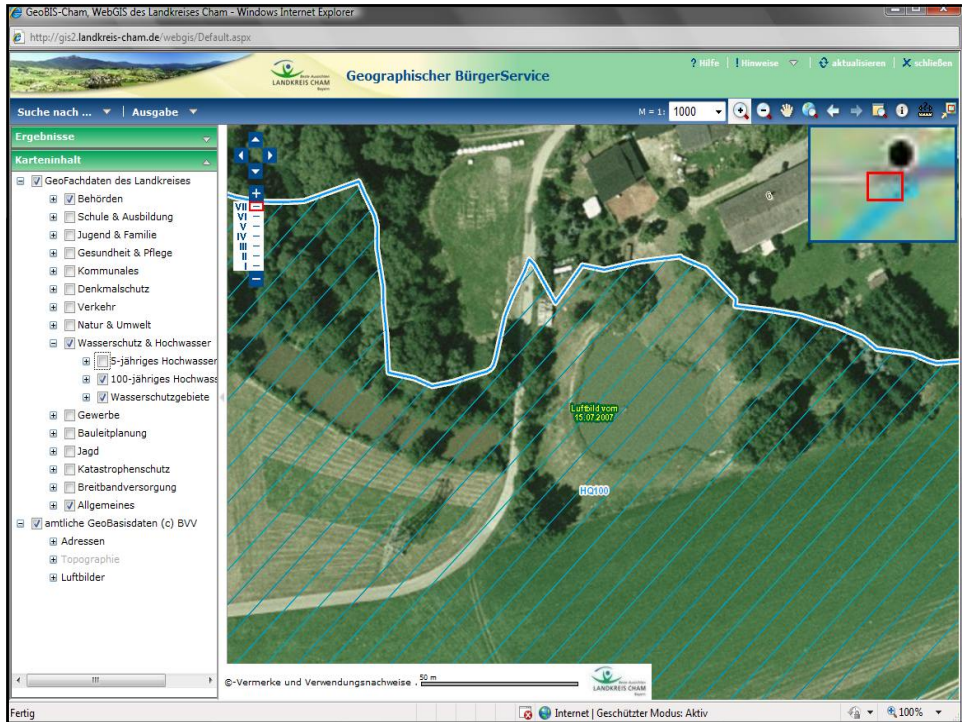 GeoBIS-Cham, WebGIS des Landkreises Cham - Windows Internet Explorer
http://gis2.landkreis-cham.de/webgis/Default.aspx
LANDKREIS CHAM
Bayern
Geographischer BürgerService
? Hilfe | ! Hinweise | aktualisieren | X schließen
Suche nach ... | Ausgabe
M = 1: 1000
Ergebnisse
Karteninhalt
GeoFachdaten des Landkreises
Behörden
Schule & Ausbildung
Jugend & Familie
Gesundheit & Pflege
Kommunales
Denkmalschutz
Verkehr
Natur & Umwelt
Wasserschutz & Hochwasser
5-jähriges Hochwasser
100-jähriges Hochwass
Wasserschutzgebiete
Gewerbe
Bauleitplanung
Jagd
Katastrophenschutz
Breitbandversorgung
Allgemeines
amtliche GeoBasisdaten (c) BVV
Adressen
Topographie
Luftbilder
VII
VI
V
IV
III
II
I
Luftbild vom
15.07.2007
HQ100
©-Vermerke und Verwendungsnachweise .
50 m
LANDKREIS CHAM
Fertig
Internet | Geschützter Modus: Aktiv
100%